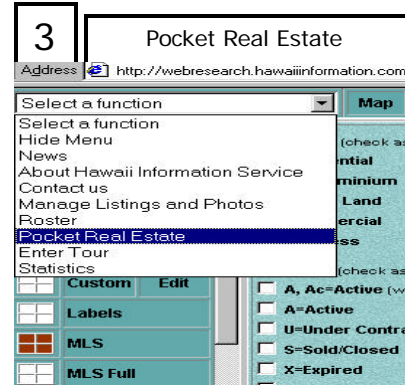 3
Pocket Real Estate
Address http://webresearch.hawaiiinformation.com
Select a function Map
Select a function
Hide Menu
News
About Hawaii Information Service
Contact us
Manage Listings and Photos
Roster
Pocket Real Estate
Enter Tour
Statistics
(check as
ntial
minium
Land
ercial
ss
(check as
Custom Edit
Labels
MLS
MLS Full
A, Ac=Active (w
A=Active
U=Under Contra
S=Sold/Closed
X=Expired